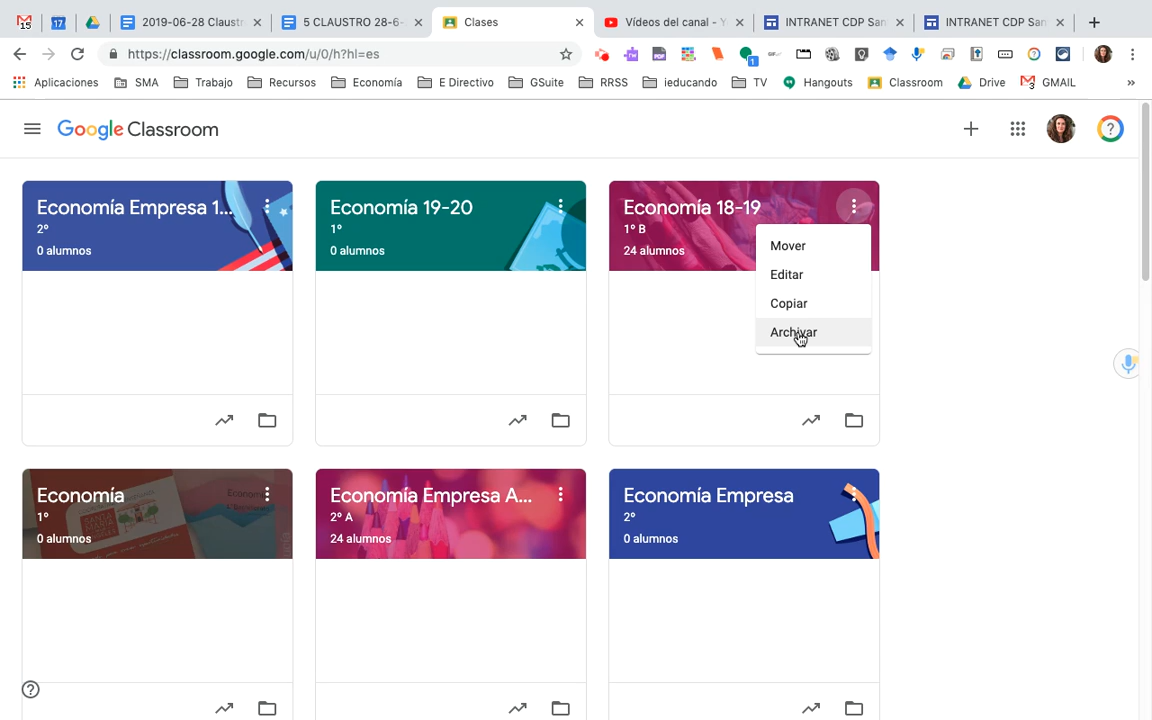 15
17
2019-06-28 Claustr
5 CLAUSTRO 28-6-
Clases
Vídeos del canal - Y
INTRANET CDP San
INTRANET CDP San
https://classroom.google.com/u/0/h?hl=es
1
Aplicaciones
SMA
Trabajo
Recursos
Economía
E Directivo
GSuite
RRSS
ieducando
TV
Hangouts
Classroom
Drive
GMAIL
»
Google Classroom
Economía Empresa 1...
2º
0 alumnos
Economía 19-20
1º
0 alumnos
Economía 18-19
1º B
24 alumnos
Mover
Editar
Copiar
Archivar
Economía
1º
0 alumnos
Economía Empresa A...
2º A
24 alumnos
Economía Empresa
2º
0 alumnos